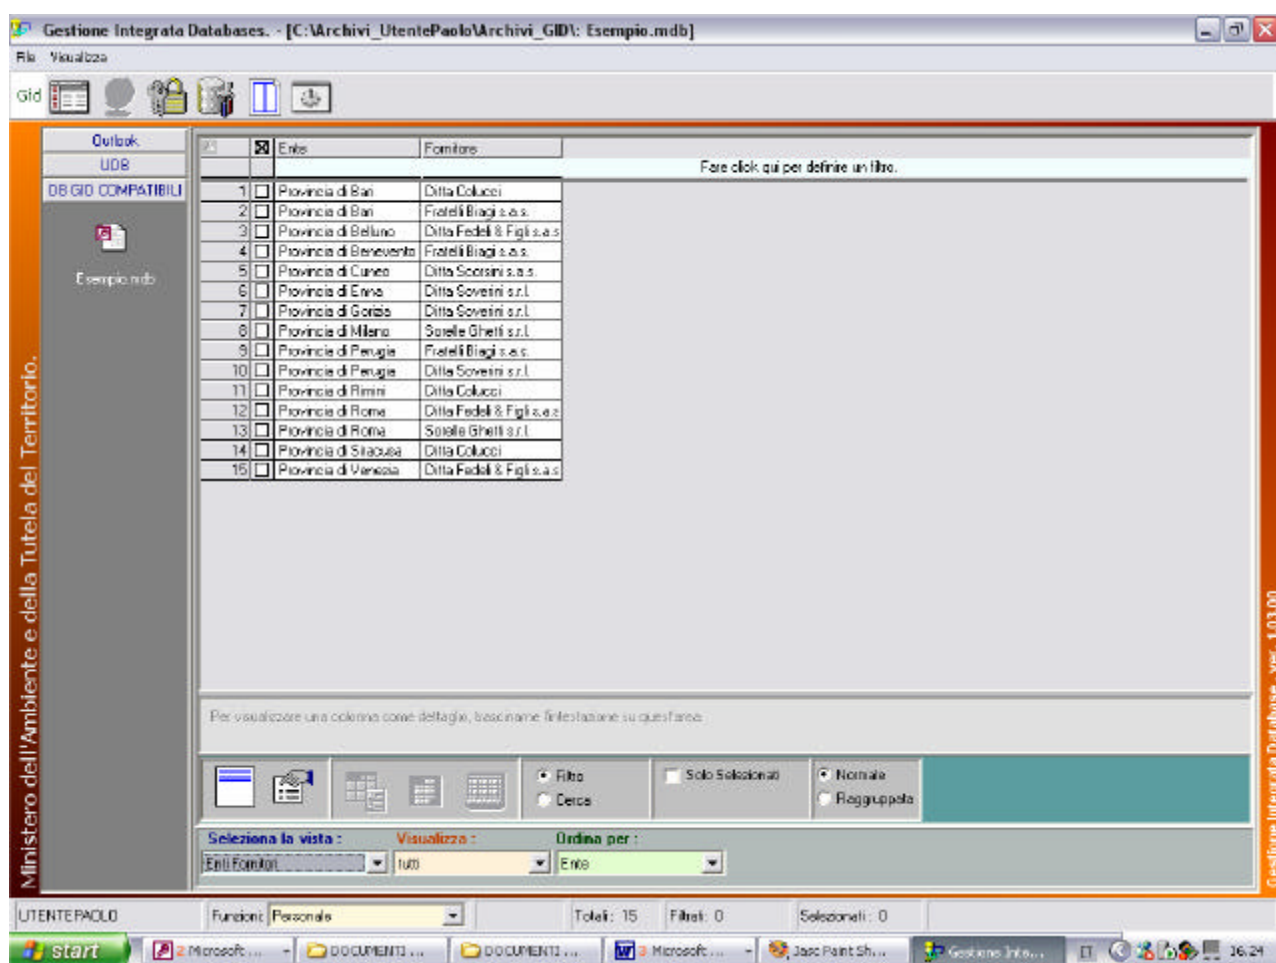 Gestione Integrata Databases. - [C:\Archivi_UtentePaolo\Archivi_GID\: Esempio.mdb]
File Visualizza
Gid
Outlook
UDB
DB GID COMPATIBILI
Esempio.mdb
Ente Fornitore
Fare click qui per definire un filtro.
1 Provincia di Bari Ditta Colucci
2 Provincia di Bari Fratelli Biagi s.a.s.
3 Provincia di Belluno Ditta Fedeli & Figli s.a.s
4 Provincia di Benevento Fratelli Biagi s.a.s.
5 Provincia di Cuneo Ditta Scorsini s.a.s.
6 Provincia di Enna Ditta Soverini s.r.l.
7 Provincia di Gorizia Ditta Soverini s.r.l.
8 Provincia di Milano Sorelle Ghetti s.r.l.
9 Provincia di Perugia Fratelli Biagi s.a.s.
10 Provincia di Perugia Ditta Soverini s.r.l.
11 Provincia di Rimini Ditta Colucci
12 Provincia di Roma Ditta Fedeli & Figli s.a.s
13 Provincia di Roma Sorelle Ghetti s.r.l.
14 Provincia di Siracusa Ditta Colucci
15 Provincia di Venezia Ditta Fedeli & Figli s.a.s
Ministero dell'Ambiente e della Tutela del Territorio.
Gestione Integrata Database ver. 1.03.00
Per visualizzare una colonna come dettaglio, trascinarne l'intestazione su quest'area
Filtro
Cerca
Solo Selezionati
Normale
Raggruppata
Seleziona la vista : Visualizza : Ordina per :
Enti Fornitori tutti Ente
UTENTEPAOLO Funzioni: Personale Totali: 15 Filtrati: 0 Selezionati: 0
start 2 Microsoft ... DOCUMENTI ... DOCUMENTI ... 3 Microsoft ... Jasc Paint Sh... Gestione Inte... IT 16.24